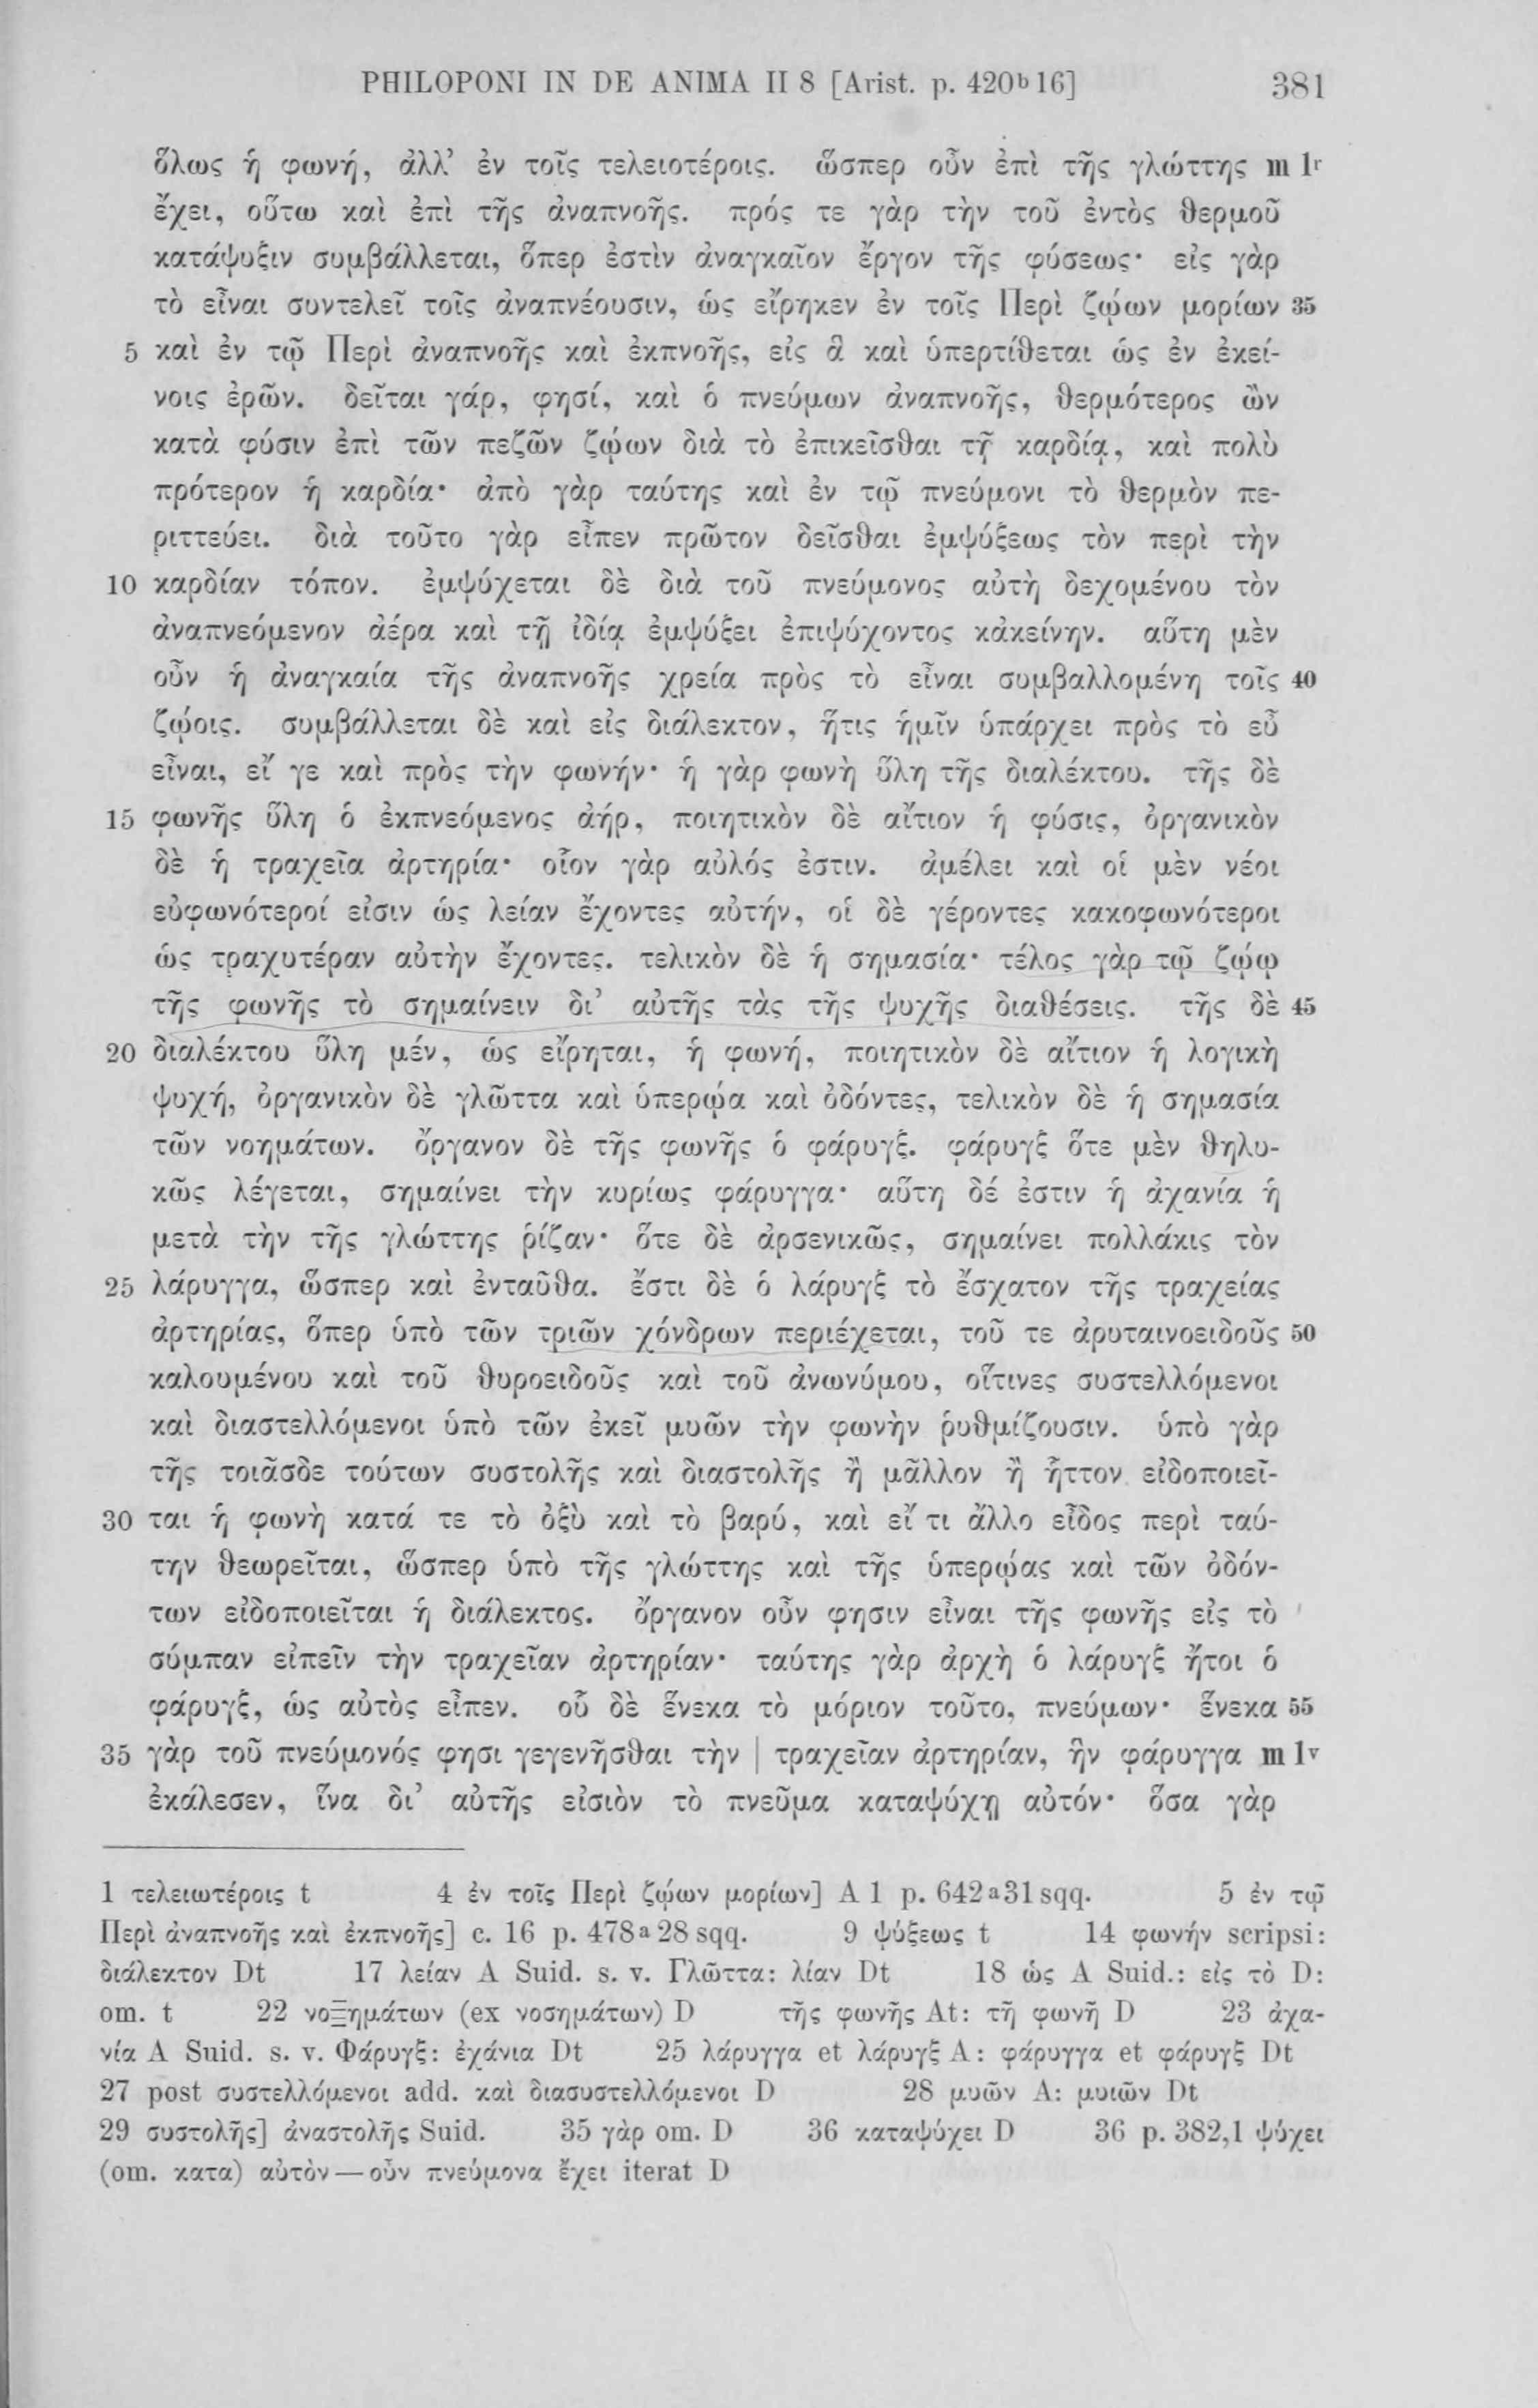 PHILOPONI IN DE ANIMA II 8 [Arist. p. 420b16] 381
ὅλως ἡ φωνή, ἀλλ’ ἐν τοῖς τελειοτέροις. ὥσπερ οὖν ἐπὶ τῆς γλώττης m 1r
ἔχει, οὕτω καὶ ἐπὶ τῆς ἀναπνοῆς. πρός τε γὰρ τὴν τοῦ ἐντὸς θερμοῦ
κατάψυξιν συμβάλλεται, ὅπερ ἐστὶν ἀναγκαῖον ἔργον τῆς φύσεως· εἰς γὰρ
τὸ εἶναι συντελεῖ τοῖς ἀναπνέουσιν, ὡς εἴρηκεν ἐν τοῖς Περὶ ζῴων μορίων 35
5 καὶ ἐν τῷ Περὶ ἀναπνοῆς καὶ ἐκπνοῆς, εἰς ἃ καὶ ὑπερτίθεται ὡς ἐν ἐκεί-
νοις ἐρῶν. δεῖται γάρ, φησί, καὶ ὁ πνεύμων ἀναπνοῆς, θερμότερος ὢν
κατὰ φύσιν ἐπὶ τῶν πεζῶν ζῴων διὰ τὸ ἐπικεῖσθαι τῇ καρδίᾳ, καὶ πολὺ
πρότερον ἡ καρδία· ἀπὸ γὰρ ταύτης καὶ ἐν τῷ πνεύμονι τὸ θερμὸν πε-
ριττεύει. διὰ τοῦτο γὰρ εἶπεν πρῶτον δεῖσθαι ἐμψύξεως τὸν περὶ τὴν
10 καρδίαν τόπον. ἐμψύχεται δὲ διὰ τοῦ πνεύμονος αὐτὴ δεχομένου τὸν
ἀναπνεόμενον ἀέρα καὶ τῇ ἰδίᾳ ἐμψύξει ἐπιψύχοντος κἀκείνην. αὕτη μὲν
οὖν ἡ ἀναγκαία τῆς ἀναπνοῆς χρεία πρὸς τὸ εἶναι συμβαλλομένη τοῖς 40
ζῴοις. συμβάλλεται δὲ καὶ εἰς διάλεκτον, ἥτις ἡμῖν ὑπάρχει πρὸς τὸ εὖ
εἶναι, εἴ γε καὶ πρὸς τὴν φωνήν· ἡ γὰρ φωνὴ ὕλη τῆς διαλέκτου. τῆς δὲ
15 φωνῆς ὕλη ὁ ἐκπνεόμενος ἀήρ, ποιητικὸν δὲ αἴτιον ἡ φύσις, ὀργανικὸν
δὲ ἡ τραχεῖα ἀρτηρία· οἷον γὰρ αὐλός ἐστιν. ἀμέλει καὶ οἱ μὲν νέοι
εὐφωνότεροί εἰσιν ὡς λείαν ἔχοντες αὐτήν, οἱ δὲ γέροντες κακοφωνότεροι
ὡς τραχυτέραν αὐτὴν ἔχοντες. τελικὸν δὲ ἡ σημασία· τέλος γὰρ τῷ ζῴῳ
τῆς φωνῆς τὸ σημαίνειν δι’ αὐτῆς τὰς τῆς ψυχῆς διαθέσεις. τῆς δὲ 45
20 διαλέκτου ὕλη μέν, ὡς εἴρηται, ἡ φωνή, ποιητικὸν δὲ αἴτιον ἡ λογικὴ
ψυχή, ὀργανικὸν δὲ γλῶττα καὶ ὑπερῴα καὶ ὀδόντες, τελικὸν δὲ ἡ σημασία
τῶν νοημάτων. ὄργανον δὲ τῆς φωνῆς ὁ φάρυγξ. φάρυγξ ὅτε μὲν θηλυ-
κῶς λέγεται, σημαίνει τὴν κυρίως φάρυγγα· αὕτη δέ ἐστιν ἡ ἀχανία ἡ
μετὰ τὴν τῆς γλώττης ῥίζαν· ὅτε δὲ ἀρσενικῶς, σημαίνει πολλάκις τὸν
25 λάρυγγα, ὥσπερ καὶ ἐνταῦθα. ἔστι δὲ ὁ λάρυγξ τὸ ἔσχατον τῆς τραχείας
ἀρτηρίας, ὅπερ ὑπὸ τῶν τριῶν χόνδρων περιέχεται, τοῦ τε ἀρυταινοειδοῦς 50
καλουμένου καὶ τοῦ θυροειδοῦς καὶ τοῦ ἀνωνύμου, οἵτινες συστελλόμενοι
καὶ διαστελλόμενοι ὑπὸ τῶν ἐκεῖ μυῶν τὴν φωνὴν ῥυθμίζουσιν. ὑπὸ γὰρ
τῆς τοιᾶσδε τούτων συστολῆς καὶ διαστολῆς ἢ μᾶλλον ἢ ἧττον εἰδοποιεῖ-
30 ται ἡ φωνὴ κατά τε τὸ ὀξὺ καὶ τὸ βαρύ, καὶ εἴ τι ἄλλο εἶδος περὶ ταύ-
την θεωρεῖται, ὥσπερ ὑπὸ τῆς γλώττης καὶ τῆς ὑπερῴας καὶ τῶν ὀδόν-
των εἰδοποιεῖται ἡ διάλεκτος. ὄργανον οὖν φησιν εἶναι τῆς φωνῆς εἰς τὸ
σύμπαν εἰπεῖν τὴν τραχεῖαν ἀρτηρίαν· ταύτης γὰρ ἀρχὴ ὁ λάρυγξ ἤτοι ὁ
φάρυγξ, ὡς αὐτὸς εἶπεν. οὗ δὲ ἕνεκα τὸ μόριον τοῦτο, πνεύμων· ἕνεκα 55
35 γὰρ τοῦ πνεύμονός φησι γεγενῆσθαι τὴν | τραχεῖαν ἀρτηρίαν, ἣν φάρυγγα m 1v
ἐκάλεσεν, ἵνα δι’ αὐτῆς εἰσιὸν τὸ πνεῦμα καταψύχῃ αὐτόν· ὅσα γὰρ
1 τελειωτέροις t 4 ἐν τοῖς Περὶ ζῴων μορίων] A 1 p. 642a31 sqq. 5 ἐν τῷ
Περὶ ἀναπνοῆς καὶ ἐκπνοῆς] c. 16 p. 478a28 sqq. 9 ψύξεως t 14 φωνήν scripsi:
διάλεκτον Dt 17 λείαν A Suid. s. v. Γλῶττα: λίαν Dt 18 ὡς A Suid.: εἰς τὸ D:
om. t 22 νοΞημάτων (ex νοσημάτων) D τῆς φωνῆς At: τῆ φωνῆ D 23 ἀχα-
νία A Suid. s. v. Φάρυγξ: ἐχάνια Dt 25 λάρυγγα et λάρυγξ A: φάρυγγα et φάρυγξ Dt
27 post συστελλόμενοι add. καὶ διασυστελλόμενοι D 28 μυῶν A: μυιῶν Dt
29 συστολῆς] ἀναστολῆς Suid. 35 γὰρ om. D 36 καταψύχει D 36 p. 382,1 ψύχει
(om. κατα) αὐτὸν — οὖν πνεύμονα ἔχει iterat D